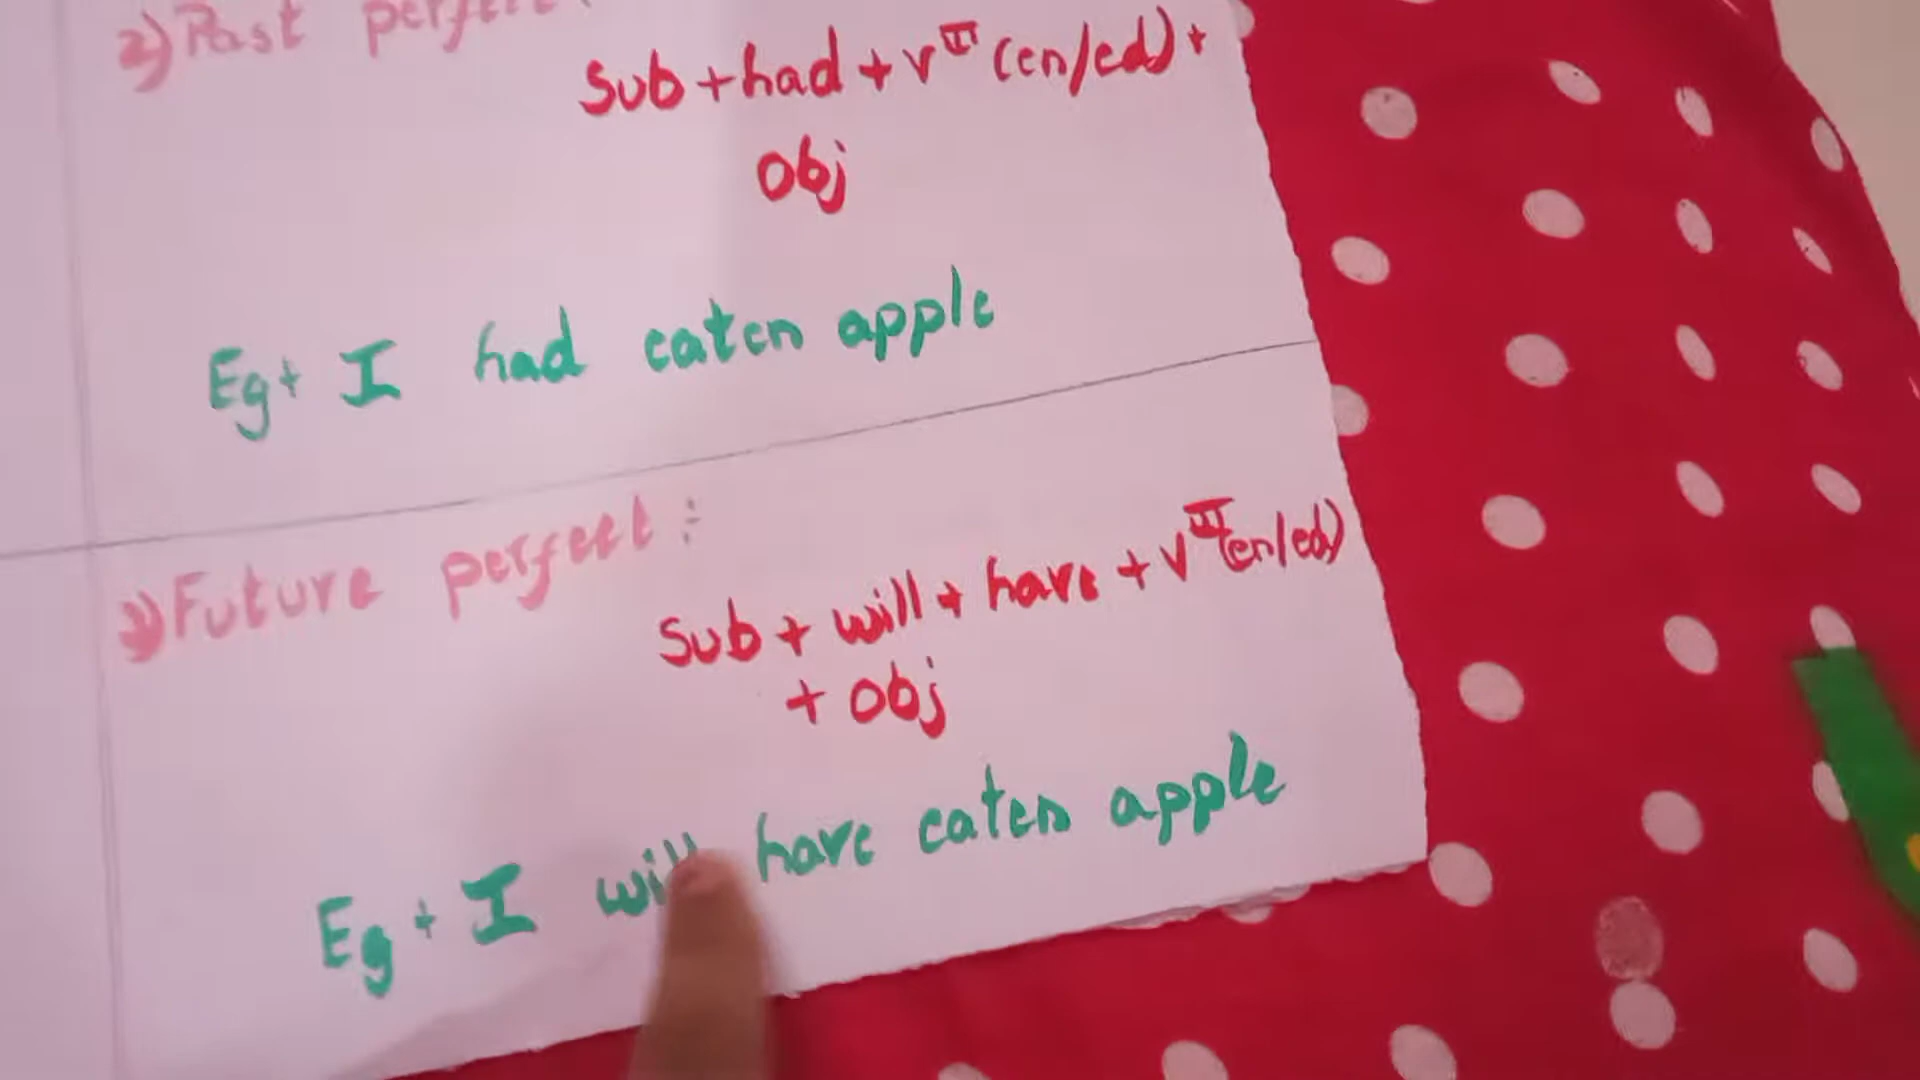 2) Past perfect
Sub + had + V III (en/ed) +
Obj
Eg + I had eaten apple
3) Future perfect :
Sub + will + have + V III (en/ed)
+ Obj
Eg + I will have eaten apple